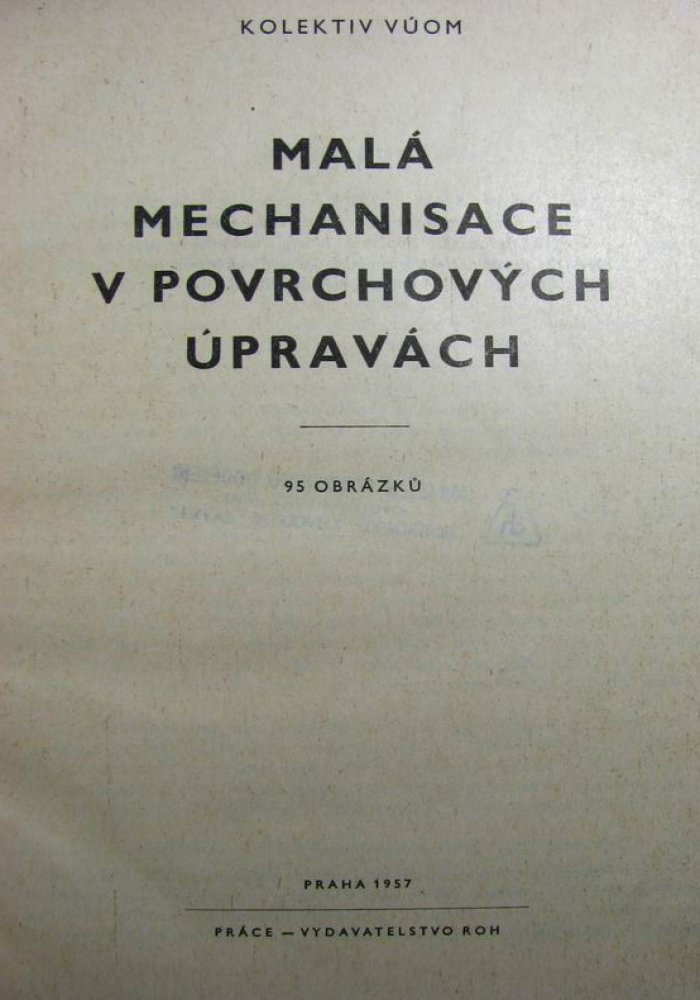 KOLEKTIV VÚOM
MALÁ
MECHANISACE
V POVRCHOVÝCH
ÚPRAVÁCH
95 OBRÁZKŮ
PRAHA 1957
PRÁCE — VYDAVATELSTVO ROH